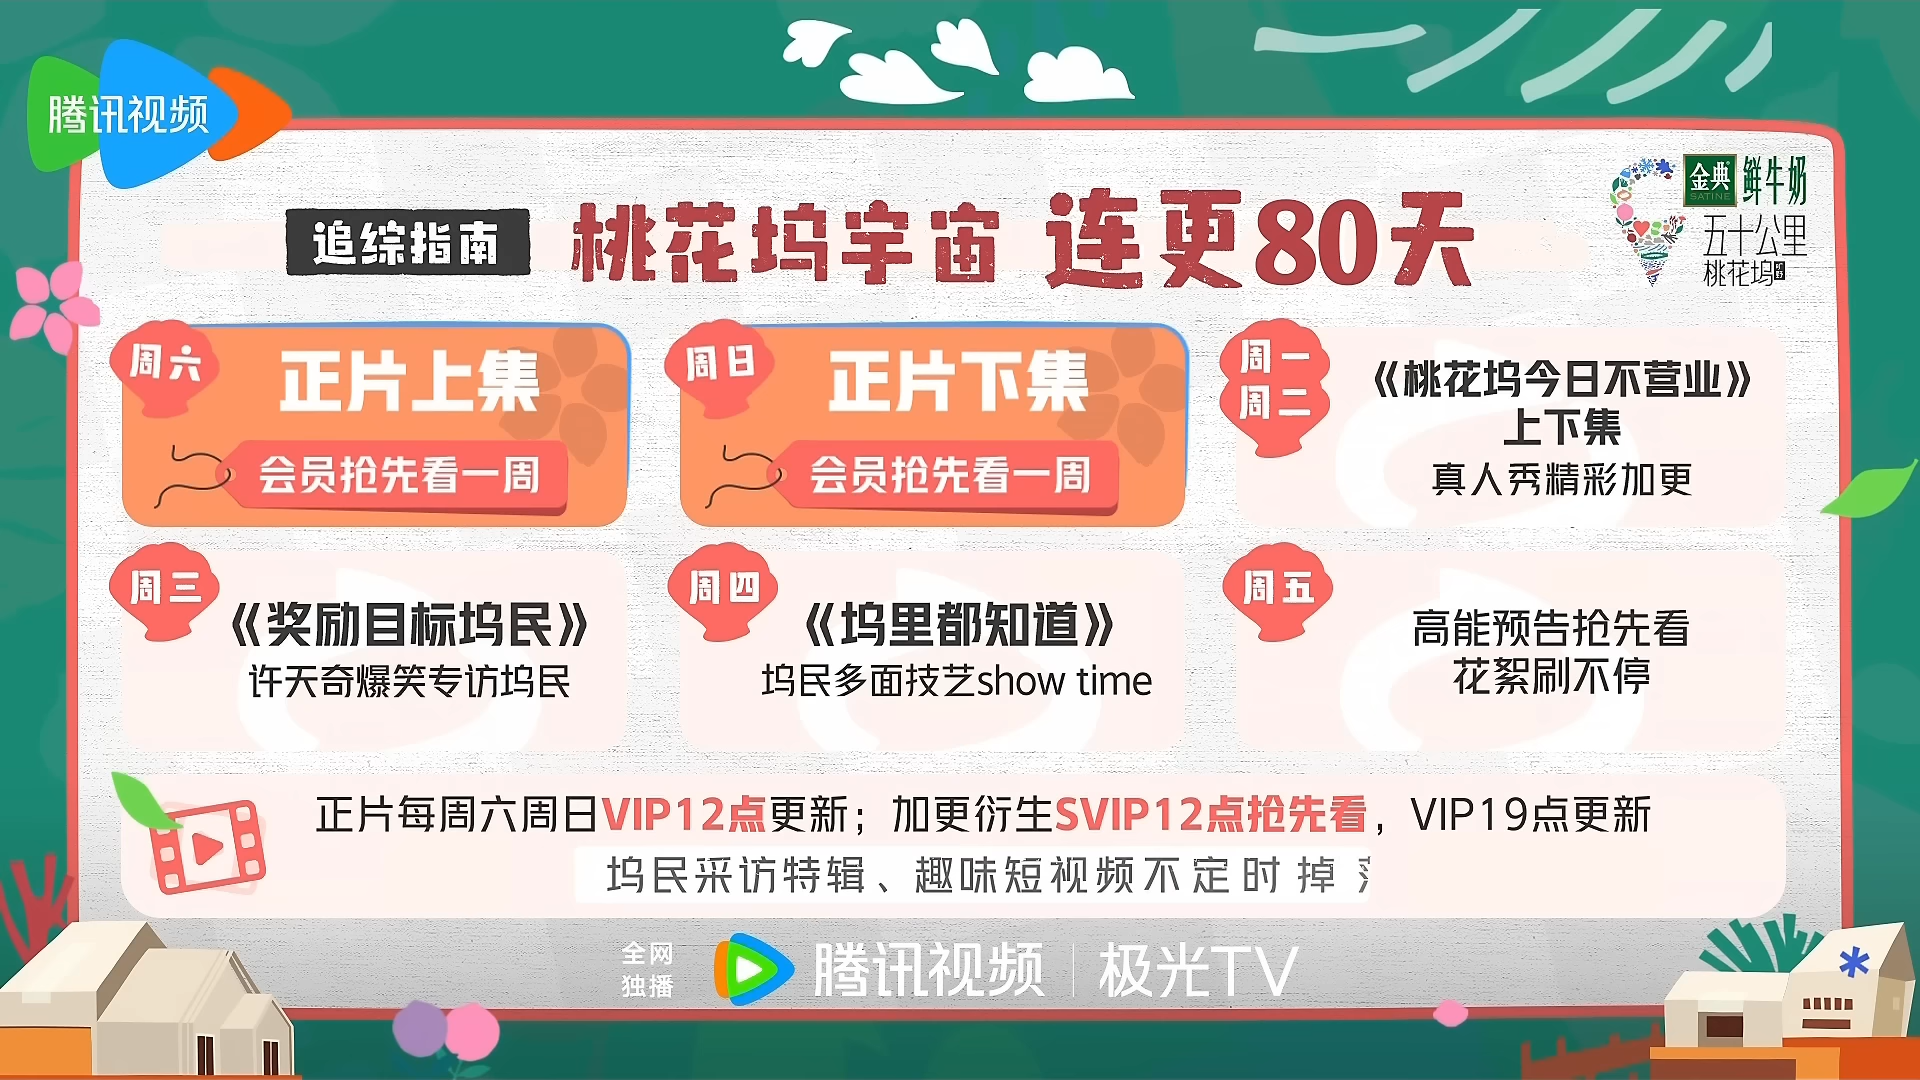 腾讯视频
金典
SATINE
鲜牛奶
五十公里
桃花坞
追综指南
桃花坞宇宙 连更80天
周六
正片上集
会员抢先看一周
周日
正片下集
会员抢先看一周
周一
周二
《桃花坞今日不营业》
上下集
真人秀精彩加更
周三
《奖励目标坞民》
许天奇爆笑专访坞民
周四
《坞里都知道》
坞民多面技艺show time
周五
高能预告抢先看
花絮刷不停
正片每周六周日VIP12点更新；加更衍生SVIP12点抢先看，VIP19点更新
坞民采访特辑、趣味短视频不定时掉
全网
独播
腾讯视频
极光TV